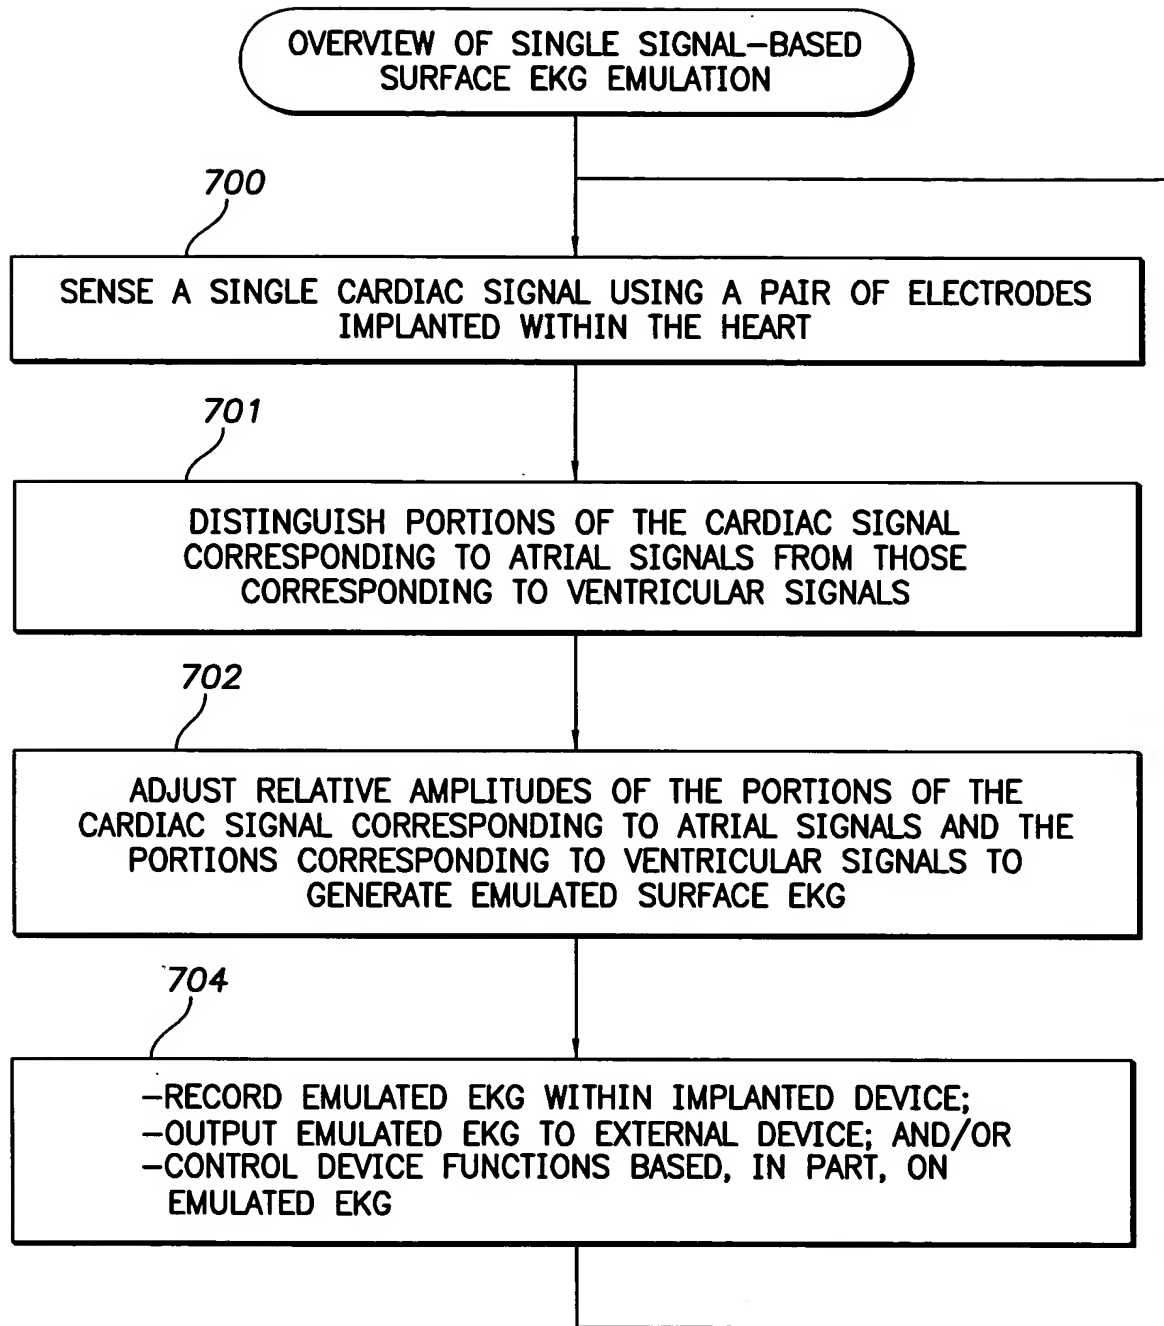 OVERVIEW OF SINGLE SIGNAL-BASED
SURFACE EKG EMULATION
700
SENSE A SINGLE CARDIAC SIGNAL USING A PAIR OF ELECTRODES
IMPLANTED WITHIN THE HEART
701
DISTINGUISH PORTIONS OF THE CARDIAC SIGNAL
CORRESPONDING TO ATRIAL SIGNALS FROM THOSE
CORRESPONDING TO VENTRICULAR SIGNALS
702
ADJUST RELATIVE AMPLITUDES OF THE PORTIONS OF THE
CARDIAC SIGNAL CORRESPONDING TO ATRIAL SIGNALS AND THE
PORTIONS CORRESPONDING TO VENTRICULAR SIGNALS TO
GENERATE EMULATED SURFACE EKG
704
-RECORD EMULATED EKG WITHIN IMPLANTED DEVICE;
-OUTPUT EMULATED EKG TO EXTERNAL DEVICE; AND/OR
-CONTROL DEVICE FUNCTIONS BASED, IN PART, ON
EMULATED EKG